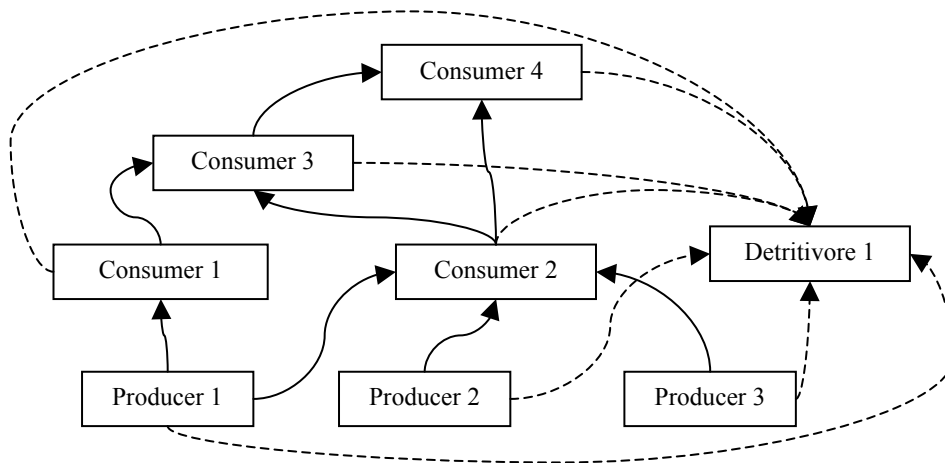 Consumer 4
Consumer 3
Detritivore 1
Consumer 1
Consumer 2
Producer 1
Producer 2
Producer 3